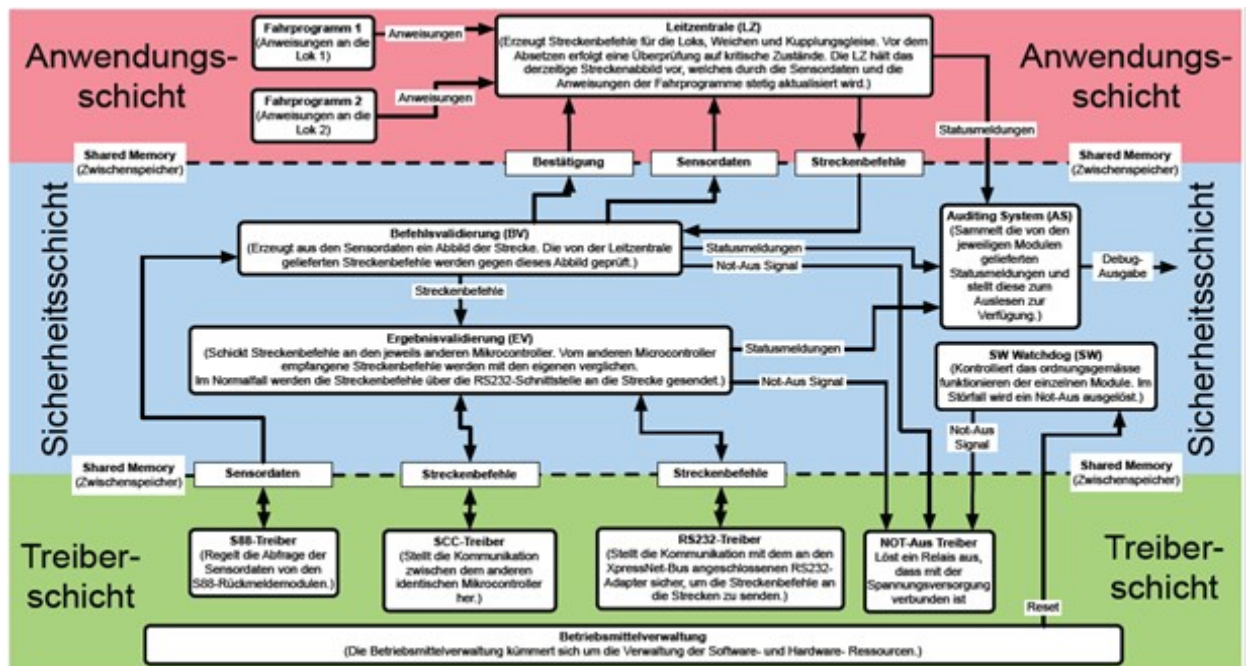 Anwendungs-
schicht
Fahrprogramm 1
(Anweisungen an die
Lok 1)
Anweisungen
Fahrprogramm 2
(Anweisungen an die
Lok 2)
Anweisungen
Leitzentrale (LZ)
(Erzeugt Streckenbefehle für die Loks, Weichen und Kupplungsgleise. Vor dem
Absetzen erfolgt eine Überprüfung auf kritische Zustände. Die LZ hält das
derzeitige Streckenabbild vor, welches durch die Sensordaten und die
Anweisungen der Fahrprogramme stetig aktualisiert wird.)
Anwendungs-
schicht
Statusmeldungen
Shared Memory
(Zwischenspeicher)
Bestätigung
Sensordaten
Streckenbefehle
Shared Memory
(Zwischenspeicher)
Sicherheitsschicht
Befehlsvalidierung (BV)
(Erzeugt aus den Sensordaten ein Abbild der Strecke. Die von der Leitzentrale
gelieferten Streckenbefehle werden gegen dieses Abbild geprüft.)
Statusmeldungen
Not-Aus Signal
Auditing System (AS)
(Sammelt die von den
jeweiligen Modulen
gelieferten
Statusmeldungen und
stellt diese zum
Auslesen zur
Verfügung.)
Debug-
Ausgabe
Sicherheitsschicht
Streckenbefehle
Ergebnisvalidierung (EV)
(Schickt Streckenbefehle an den jeweils anderen Mikrocontroller. Vom anderen Microcontroller
empfangene Streckenbefehle werden mit den eigenen verglichen.
Im Normalfall werden die Streckenbefehle über die RS232-Schnittstelle an die Strecke gesendet.)
Statusmeldungen
Not-Aus Signal
SW Watchdog (SW)
(Kontrolliert das ordnungsgemässe
funktionieren der einzelnen Module. Im
Störfall wird ein Not-Aus ausgelöst.)
Not-Aus
Signal
Shared Memory
(Zwischenspeicher)
Sensordaten
Streckenbefehle
Streckenbefehle
Shared Memory
(Zwischenspeicher)
Treiber-
schicht
S88-Treiber
(Regelt die Abfrage der
Sensordaten von den
S88-Rückmeldemodulen.)
SCC-Treiber
(Stellt die Kommunikation
zwischen dem anderen
identischen Mikrocontroller
her.)
RS232-Treiber
(Stellt die Kommunikation mit dem an den
XpressNet-Bus angeschlossenen RS232-
Adapter sicher, um die Streckenbefehle an
die Strecken zu senden.)
NOT-Aus Treiber
Löst ein Relais aus,
dass mit der
Spannungsversorgung
verbunden ist
Reset
Treiber-
schicht
Betriebsmittelverwaltung
(Die Betriebsmittelverwaltung kümmert sich um die Verwaltung der Software- und Hardware- Ressourcen.)